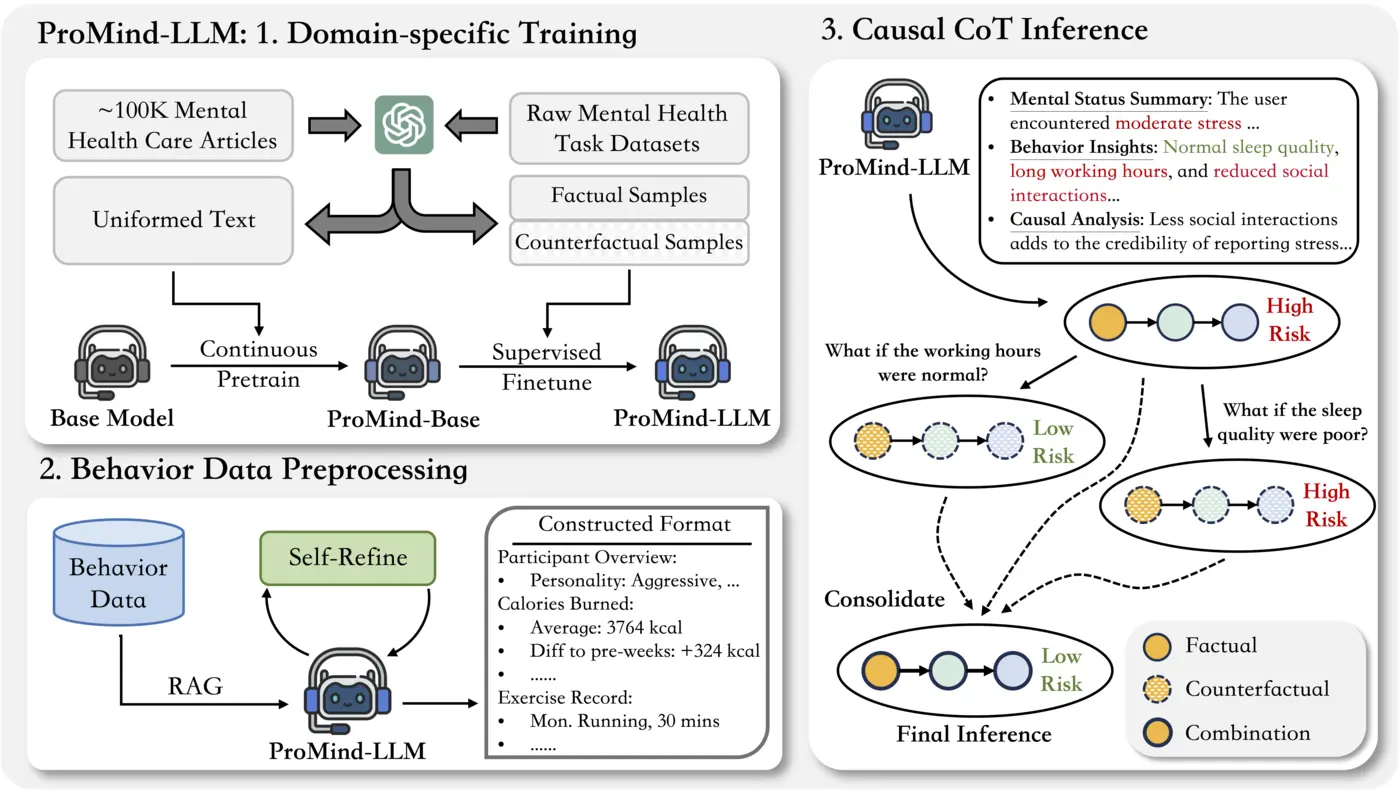 ProMind-LLM: 1. Domain-specific Training
~100K Mental
Health Care Articles
Raw Mental Health
Task Datasets
Uniformed Text
Factual Samples
Counterfactual Samples
Continuous
Pretrain
Supervised
Finetune
Base Model
ProMind-Base
ProMind-LLM
2. Behavior Data Preprocessing
Behavior
Data
Self-Refine
RAG
ProMind-LLM
Constructed Format
Participant Overview:
• Personality: Aggressive, ...
Calories Burned:
• Average: 3764 kcal
• Diff to pre-weeks: +324 kcal
• ......
Exercise Record:
• Mon. Running, 30 mins
• ......
3. Causal CoT Inference
ProMind-LLM
• Mental Status Summary: The user
encountered moderate stress ...
• Behavior Insights: Normal sleep quality,
long working hours, and reduced social
interactions...
• Causal Analysis: Less social interactions
adds to the credibility of reporting stress...
High
Risk
What if the working hours
were normal?
Low
Risk
What if the sleep
quality were poor?
High
Risk
Consolidate
Low
Risk
Final Inference
Factual
Counterfactual
Combination